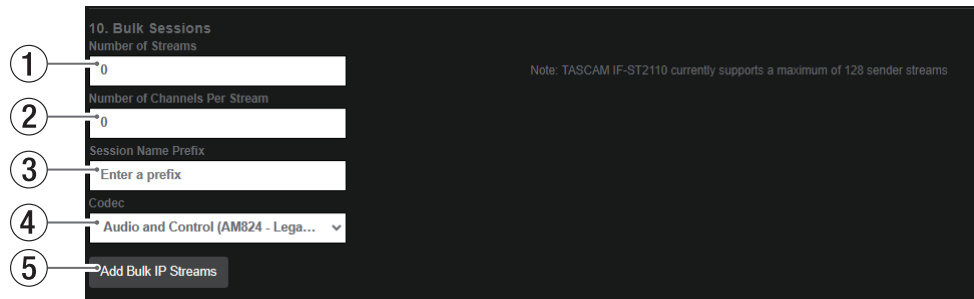 10. Bulk Sessions
Number of Streams
1
0
Note: TASCAM IF-ST2110 currently supports a maximum of 128 sender streams
Number of Channels Per Stream
2
0
Session Name Prefix
3
Enter a prefix
Codec
4
Audio and Control (AM824 - Lega...
5
Add Bulk IP Streams